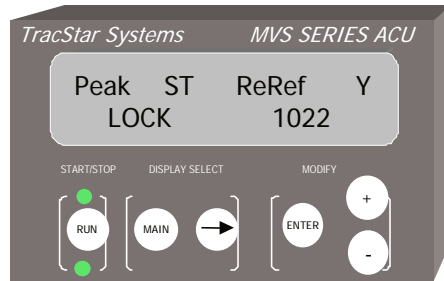 TracStar Systems MVS SERIES ACU
Peak ST ReRef Y
LOCK 1022
START/STOP DISPLAY SELECT MODIFY
+
RUN MAIN ENTER
-